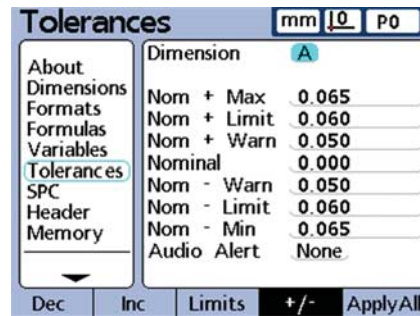 Tolerances mm 0 P0
About
Dimensions
Formats
Formulas
Variables
Tolerances
SPC
Header
Memory
Dimension A
Nom + Max 0.065
Nom + Limit 0.060
Nom + Warn 0.050
Nominal 0.000
Nom - Warn 0.050
Nom - Limit 0.060
Nom - Min 0.065
Audio Alert None
Dec Inc Limits +/- ApplyAll